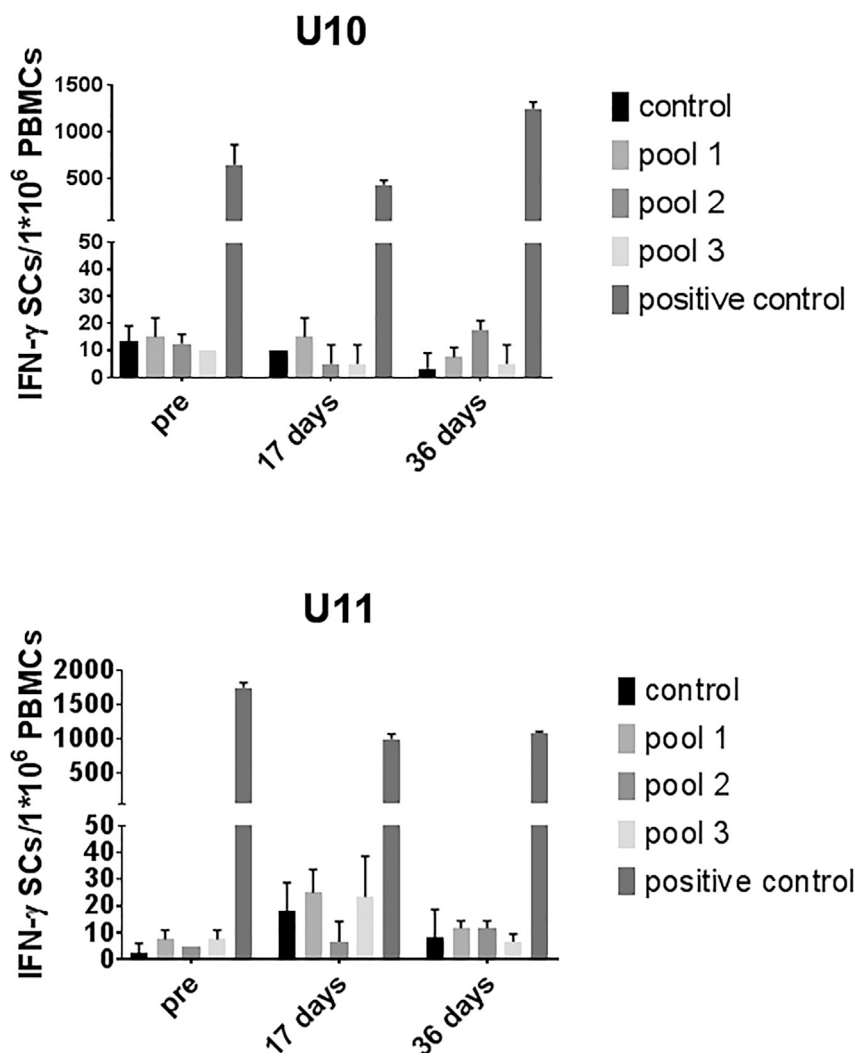 U10
IFN-γ SCs/1*10⁶ PBMCs
1500
1000
500
50
40
30
20
10
0
pre
17 days
36 days
control
pool 1
pool 2
pool 3
positive control
U11
IFN-γ SCs/1*10⁶ PBMCs
2000
1500
1000
500
50
40
30
20
10
0
pre
17 days
36 days
control
pool 1
pool 2
pool 3
positive control